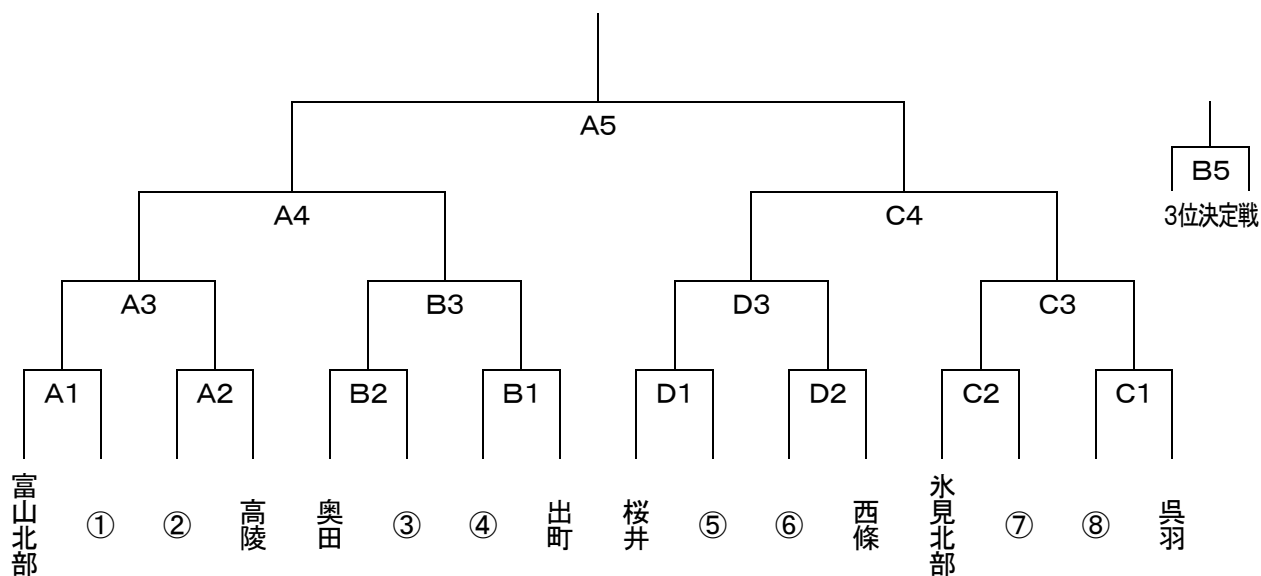 A5
B5
3位決定戦
A4
C4
A3
B3
D3
C3
A1
A2
B2
B1
D1
D2
C2
C1
富山北部
①
②
高陵
奥田
③
④
出町
桜井
⑤
⑥
西條
氷見北部
⑦
⑧
呉羽